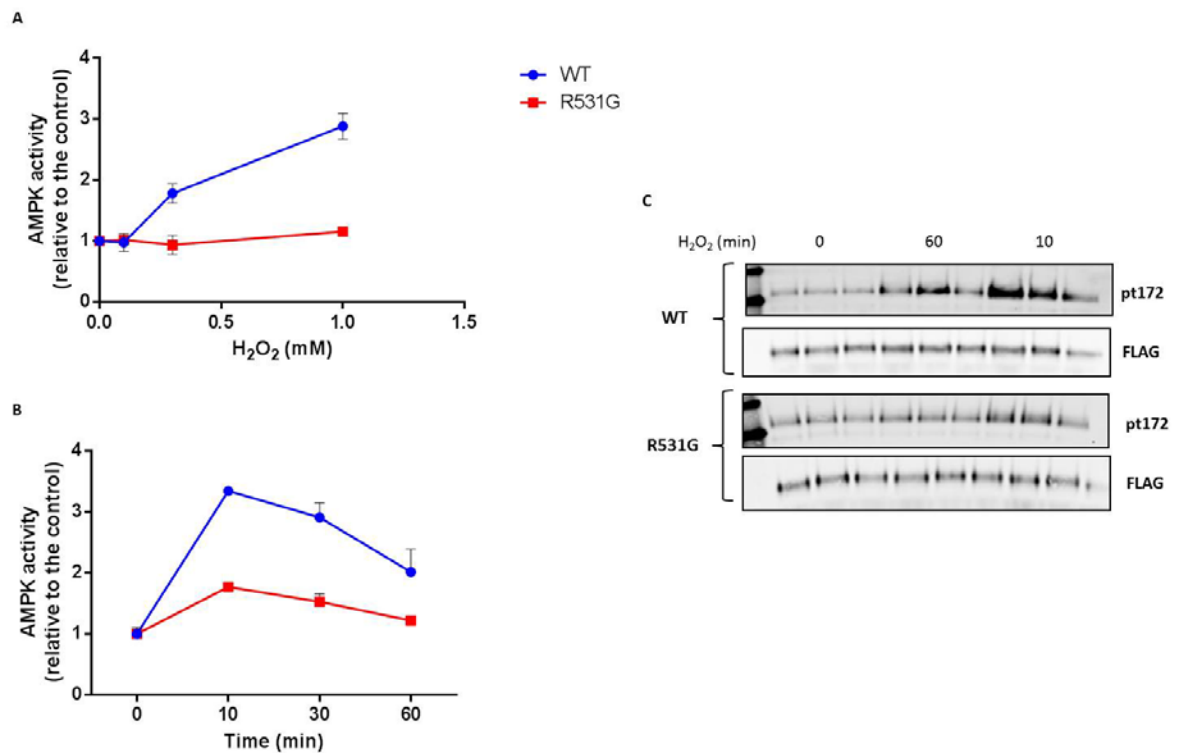 A
AMPK activity
(relative to the control)
4
3
2
1
0
0.0 0.5 1.0 1.5
H₂O₂ (mM)
WT
R531G
B
AMPK activity
(relative to the control)
4
3
2
1
0
0 10 30 60
Time (min)
C
H₂O₂ (min) 0 60 10
WT
pt172
FLAG
R531G
pt172
FLAG